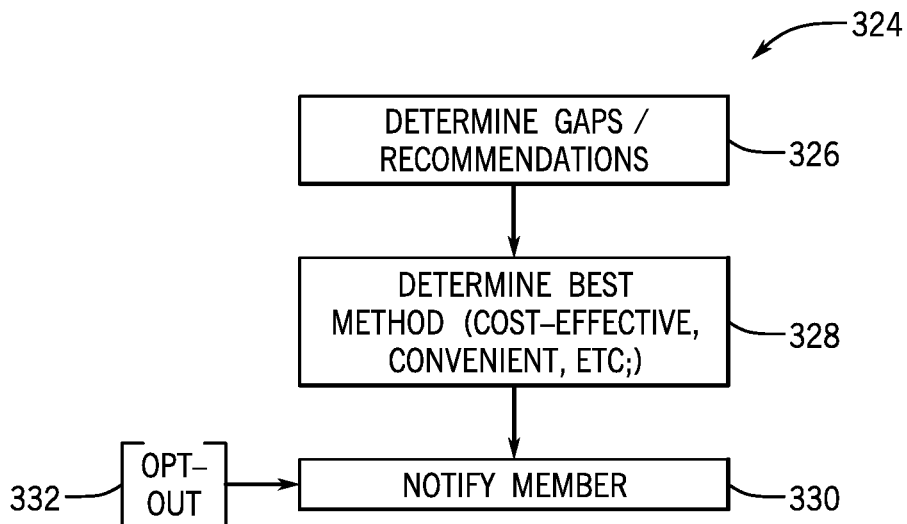 324
DETERMINE GAPS /
RECOMMENDATIONS
326
DETERMINE BEST
METHOD (COST–EFFECTIVE,
CONVENIENT, ETC;)
328
OPT–
OUT
332
NOTIFY MEMBER
330